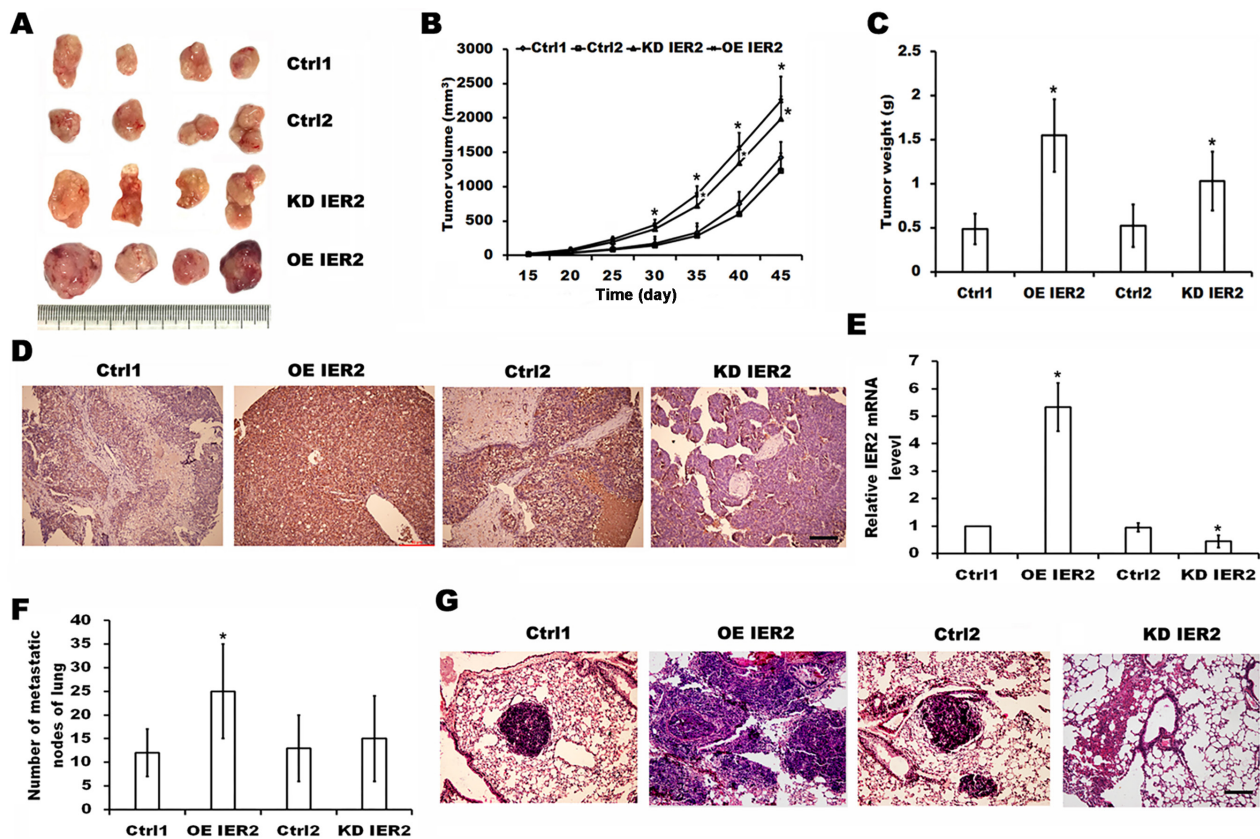 A
Ctrl1
Ctrl2
KD IER2
OE IER2
B
Ctrl1 Ctrl2 KD IER2 OE IER2
Tumor volume (mm³)
3000
2500
2000
1500
1000
500
0
15 20 25 30 35 40 45
Time (day)
* * * * * * *
C
Tumor weight (g)
2.5
2
1.5
1
0.5
0
* *
Ctrl1 OE IER2 Ctrl2 KD IER2
D
Ctrl1 OE IER2 Ctrl2 KD IER2
E
Relative IER2 mRNA
levevl
7
6
5
4
3
2
1
0
* *
Ctrl1 OE IER2 Ctrl2 KD IER2
F
Number of metastatic
nodes of lung
40
35
30
25
20
15
10
5
0
*
Ctrl1 OE IER2 Ctrl2 KD IER2
G
Ctrl1 OE IER2 Ctrl2 KD IER2